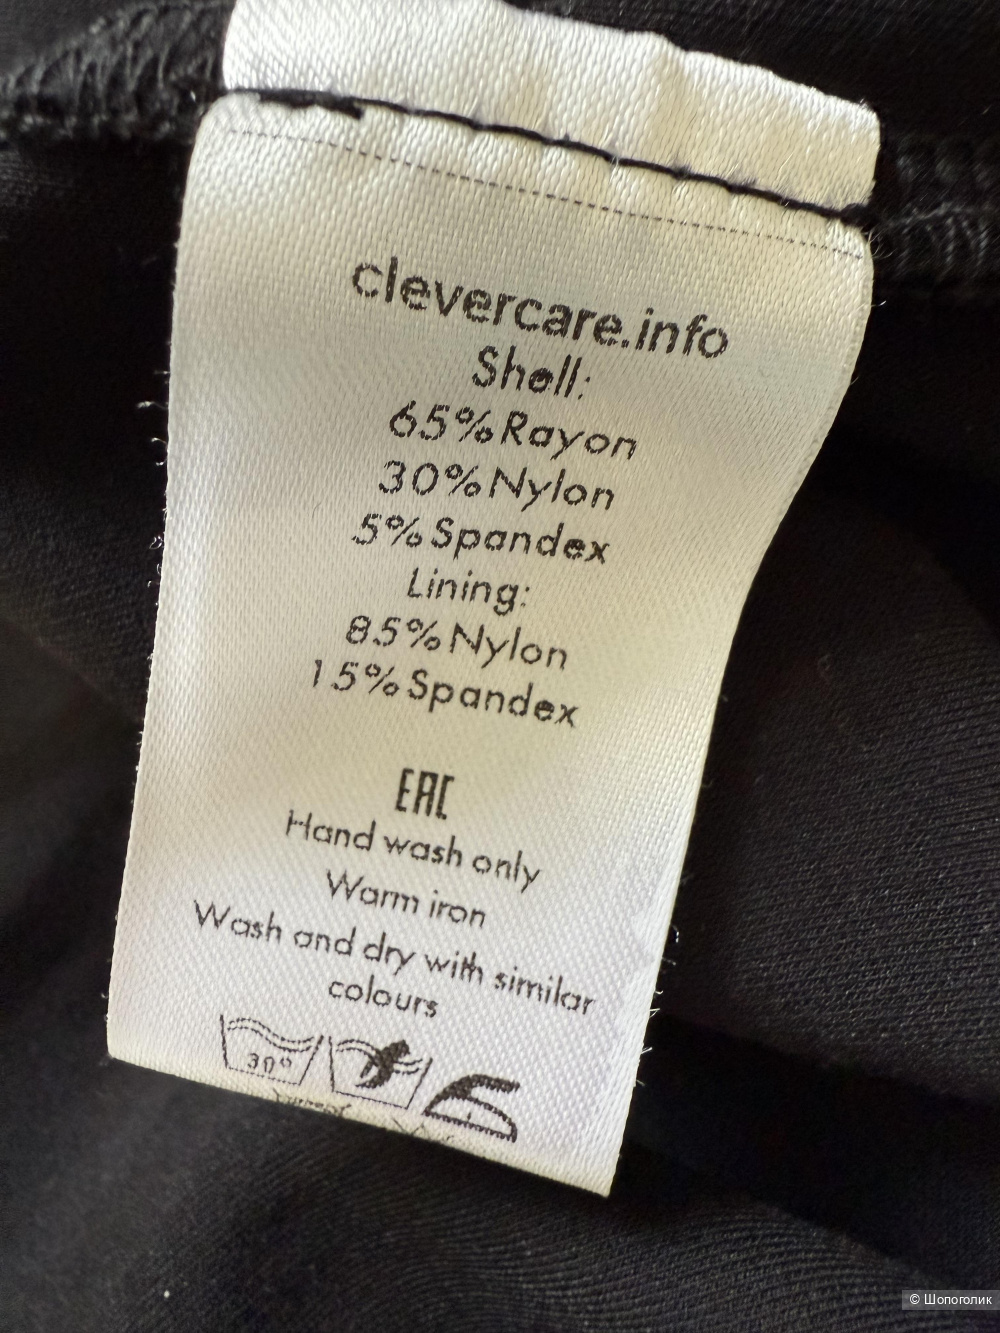 clevercare.info
Shell:
65%Rayon
30%Nylon
5%Spandex
Lining:
85%Nylon
15%Spandex
EAC
Hand wash only
Warm iron
Wash and dry with similar
colours
30°
© Шопоголик